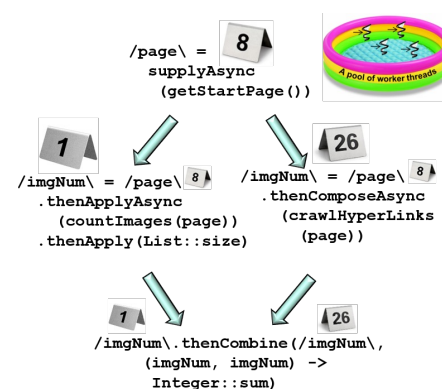 /page\ = 8
supplyAsync
(getStartPage())
A pool of worker threads
1
/imgNum\ = /page\ 8
.thenApplyAsync
(countImages(page))
.thenApply(List::size)
26
/imgNum\ = /page\ 8
.thenComposeAsync
(crawlHyperLinks
(page))
1
26
/imgNum\.thenCombine(/imgNum\,
(imgNum, imgNum) ->
Integer::sum)